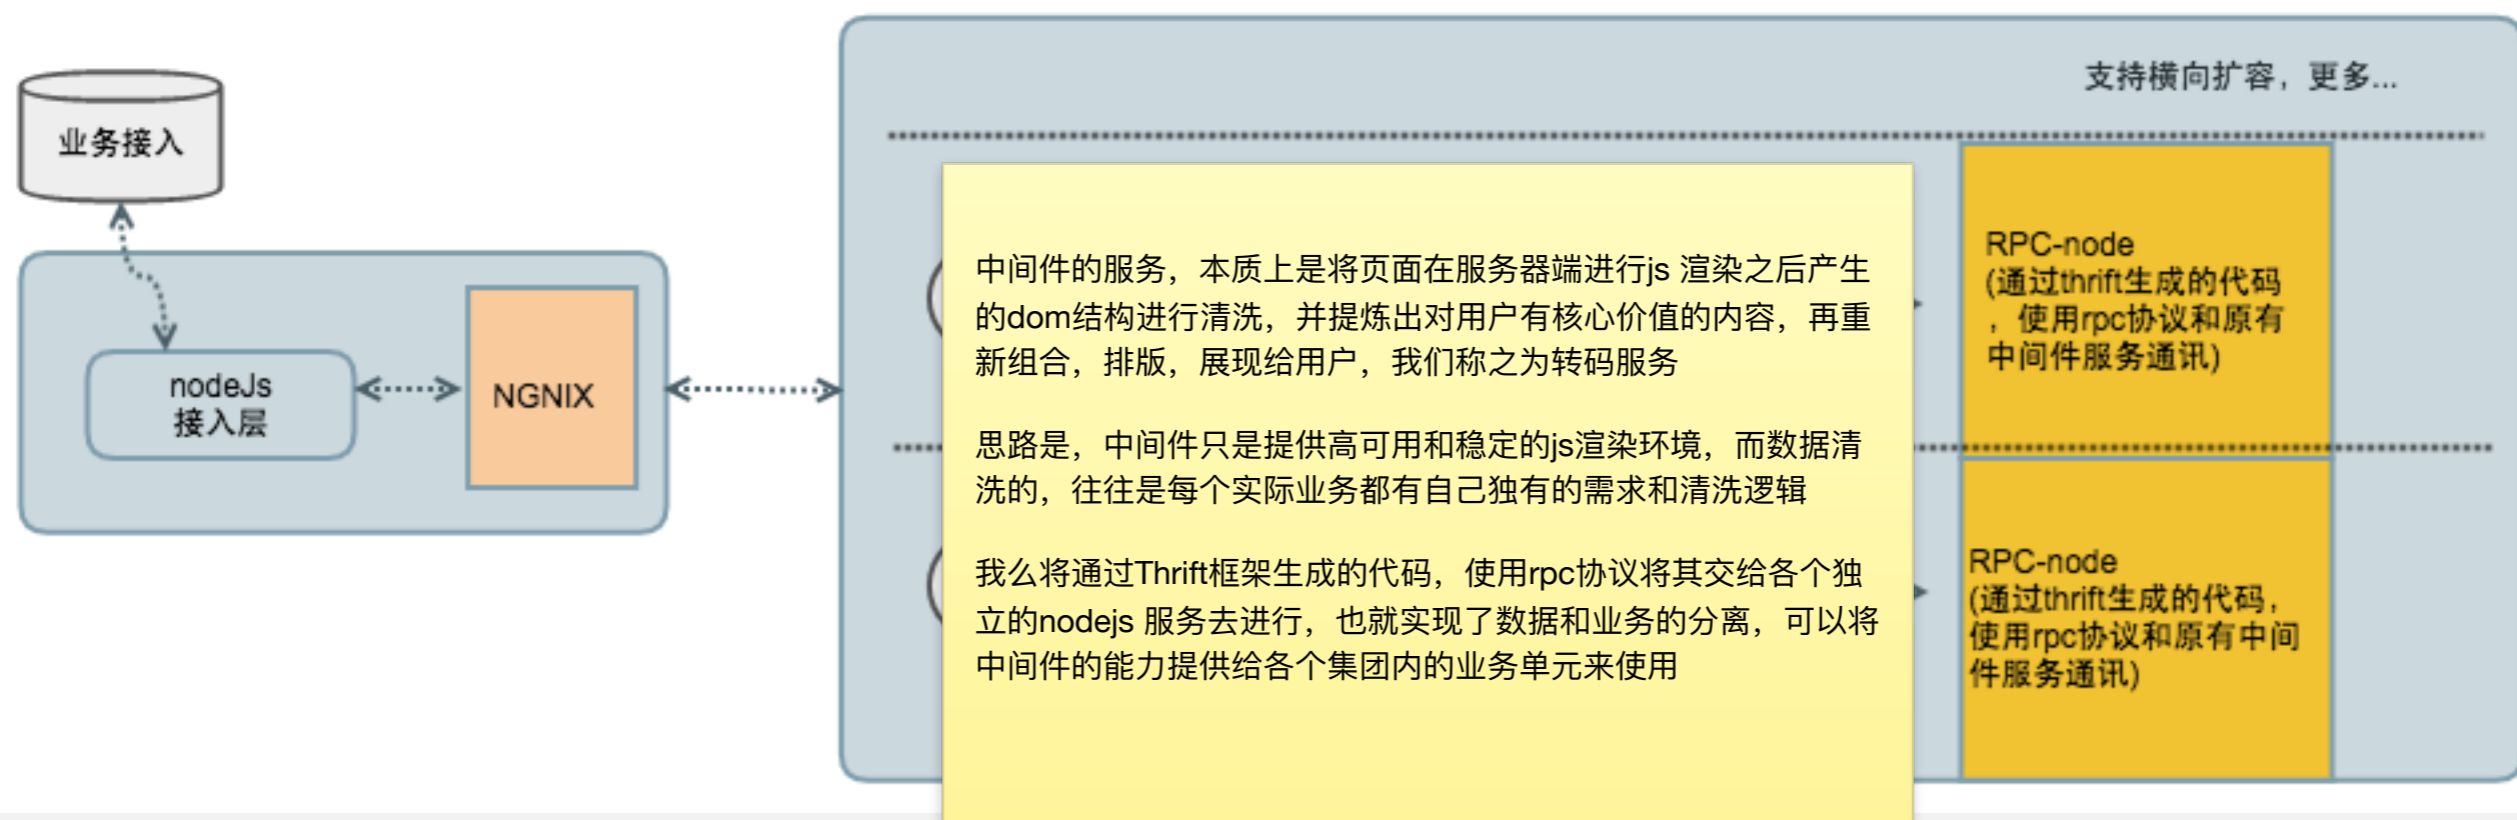 业务接入
nodeJs
接入层
NGNIX
支持横向扩容，更多...
中间件的服务，本质上是将页面在服务器端进行js 渲染之后产生
的dom结构进行清洗，并提炼出对用户有核心价值的内容，再重
新组合，排版，展现给用户，我们称之为转码服务
思路是，中间件只是提供高可用和稳定的js渲染环境，而数据清
洗的，往往是每个实际业务都有自己独有的需求和清洗逻辑
我么将通过Thrift框架生成的代码，使用rpc协议将其交给各个独
立的nodejs 服务去进行，也就实现了数据和业务的分离，可以将
中间件的能力提供给各个集团内的业务单元来使用
RPC-node
(通过thrift生成的代码
，使用rpc协议和原有
中间件服务通讯)
RPC-node
(通过thrift生成的代码，
使用rpc协议和原有中间
件服务通讯)